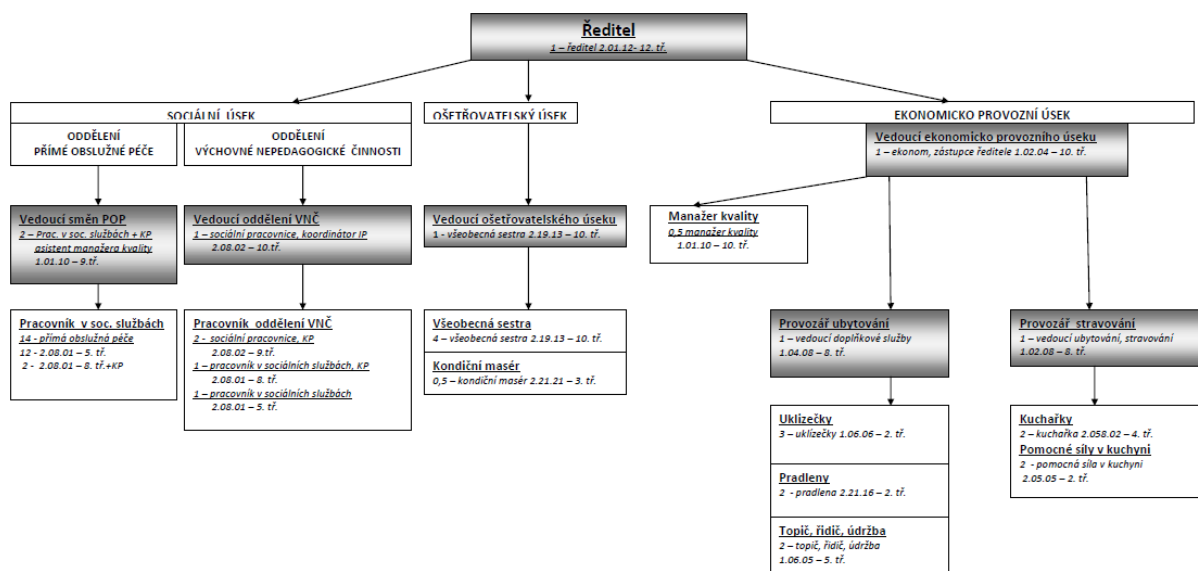 Ředitel
1 – ředitel 2.01.12- 12. tř.
SOCIÁLNÍ ÚSEK
ODDĚLENÍ
PŘÍMÉ OBSLUŽNÉ PÉČE
ODDĚLENÍ
VÝCHOVNÉ NEPEDAGOGICKÉ ČINNOSTI
OŠETŘOVATELSKÝ ÚSEK
EKONOMICKO PROVOZNÍ ÚSEK
Vedoucí ekonomicko provozního úseku
1 – ekonom, zástupce ředitele 1.02.04 – 10. tř.
Vedoucí směn POP
2 – Prac. v soc. službách + KP
asistent manažera kvality
1.01.10 – 9.tř.
Vedoucí oddělení VNČ
1 – sociální pracovnice, koordinátor IP
2.08.02 – 10.tř.
Vedoucí ošetřovatelského úseku
1 - všeobecná sestra 2.19.13 – 10. tř.
Manažer kvality
0,5 manažer kvality
1.01.10 – 10. tř.
Pracovník v soc. službách
14 - přímá obslužná péče
12 - 2.08.01 – 5. tř.
2 - 2.08.01 – 8. tř.+KP
Pracovník oddělení VNČ
2 - sociální pracovnice, KP
2.08.02 – 9.tř.
1 – pracovník v sociálních službách, KP
2.08.01 – 8. tř.
1 – pracovník v sociálních službách
2.08.01 – 5. tř.
Všeobecná sestra
4 – všeobecná sestra 2.19.13 – 10. tř.
Kondiční masér
0,5 – kondiční masér 2.21.21 – 3. tř.
Provozář ubytování
1 – vedoucí doplňkové služby
1.04.08 – 8. tř.
Provozář stravování
1 – vedoucí ubytování, stravování
1.02.08 – 8. tř.
Uklízečky
3 – uklízečky 1.06.06 – 2. tř.
Pradleny
2 - pradlena 2.21.16 – 2. tř.
Topič, řidič, údržba
2 – topič, řidič, údržba
1.06.05 – 5. tř.
Kuchařky
2 – kuchařka 2.058.02 – 4. tř.
Pomocné síly v kuchyni
2 - pomocná síla v kuchyni
2.05.05 – 2. tř.